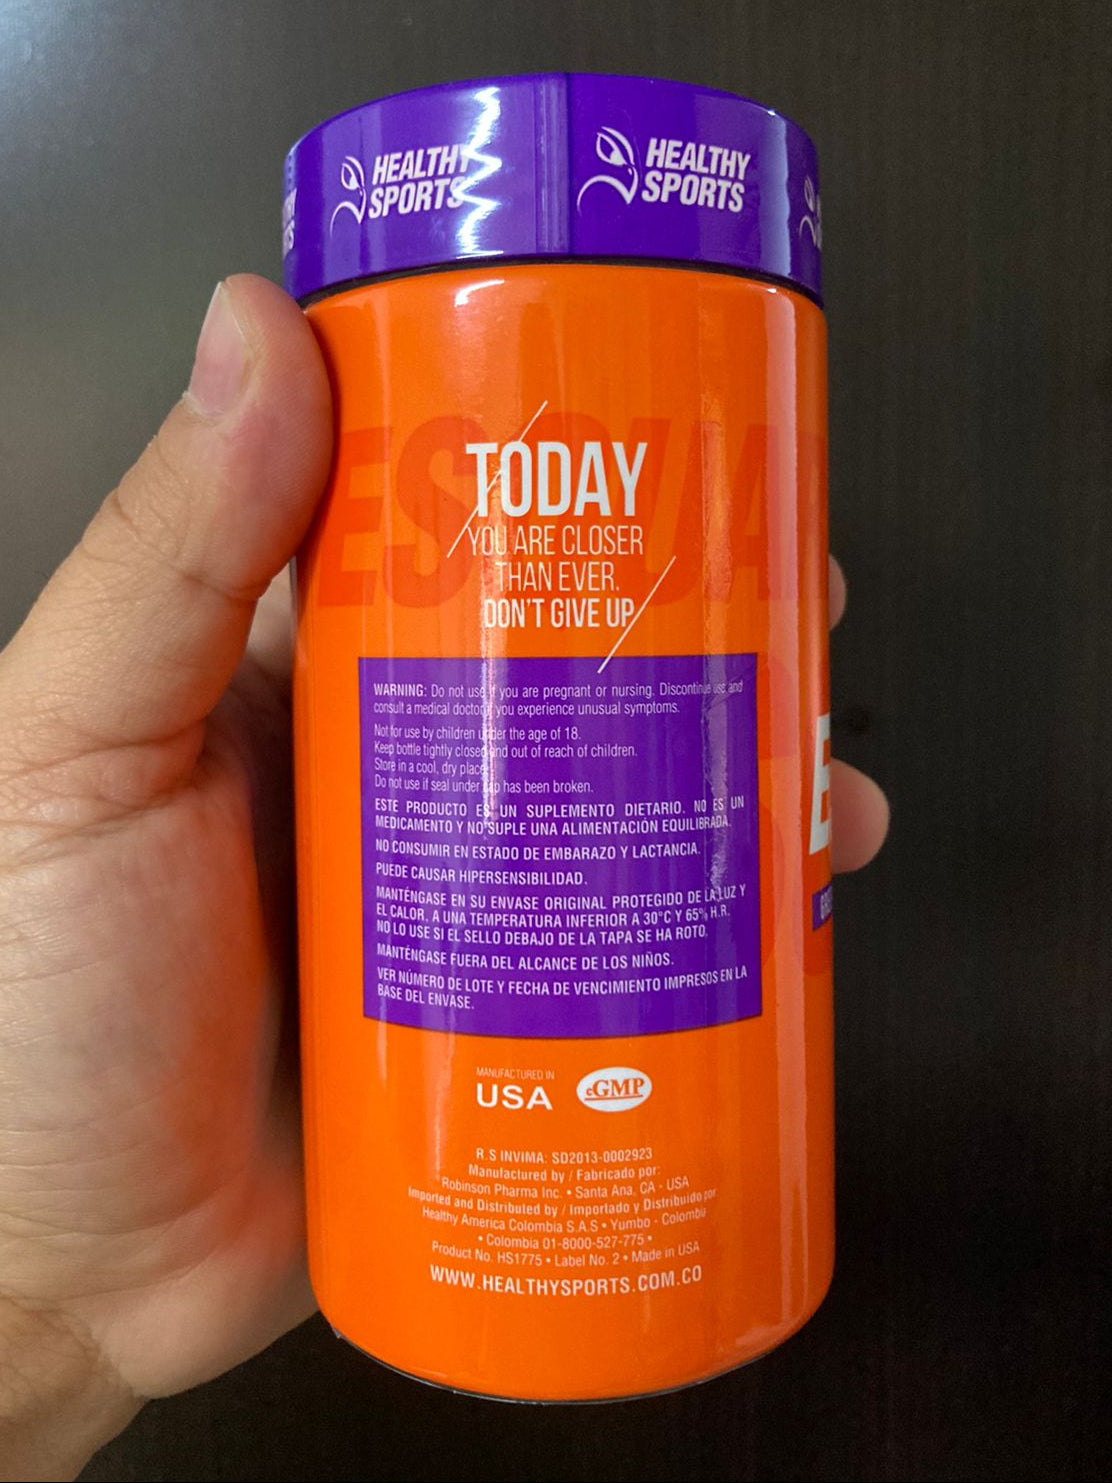 HEALTHY
SPORTS
HEALTHY
SPORTS
ESQUA
TODAY
YOU ARE CLOSER
THAN EVER.
DON'T GIVE UP
WARNING: Do not use if you are pregnant or nursing. Discontinue use and
consult a medical doctor if you experience unusual symptoms.
Not for use by children under the age of 18.
Keep bottle tightly closed and out of reach of children.
Store in a cool, dry place.
Do not use if seal under cap has been broken.
ESTE PRODUCTO ES UN SUPLEMENTO DIETARIO. NO ES UN
MEDICAMENTO Y NO SUPLE UNA ALIMENTACIÓN EQUILIBRADA.
NO CONSUMIR EN ESTADO DE EMBARAZO Y LACTANCIA.
PUEDE CAUSAR HIPERSENSIBILIDAD.
MANTÉNGASE EN SU ENVASE ORIGINAL PROTEGIDO DE LA LUZ Y
EL CALOR, A UNA TEMPERATURA INFERIOR A 30°C Y 65% H.R.
NO LO USE SI EL SELLO DEBAJO DE LA TAPA SE HA ROTO.
MANTÉNGASE FUERA DEL ALCANCE DE LOS NIÑOS.
VER NÚMERO DE LOTE Y FECHA DE VENCIMIENTO IMPRESOS EN LA
BASE DEL ENVASE.
MANUFACTURED IN
USA
cGMP
R.S INVIMA: SD2013-0002923
Manufactured by / Fabricado por:
Robinson Pharma Inc. • Santa Ana, CA - USA
Imported and Distributed by / Importado y Distribuido por
Healthy America Colombia S.A.S • Yumbo - Colombi
• Colombia 01-8000-527-775 •
Product No. HS1775 • Label No. 2 • Made in USA
WWW.HEALTHYSPORTS.COM.CO